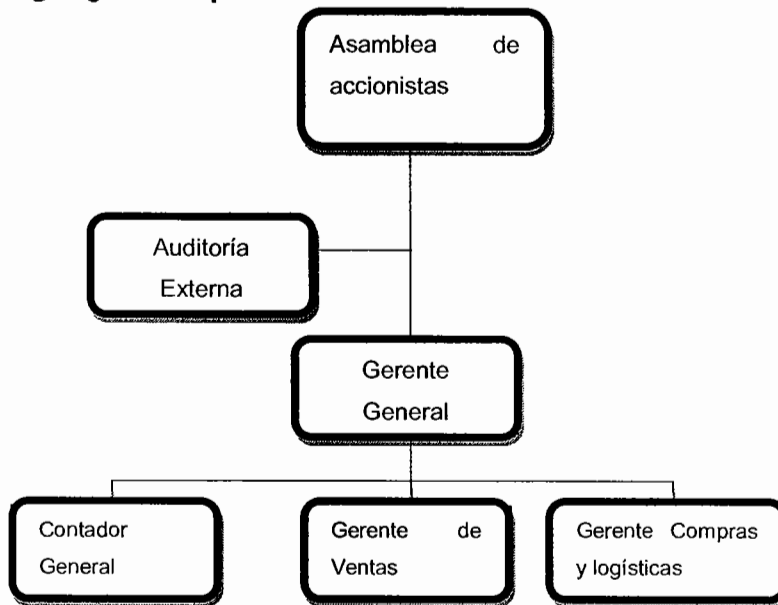 Asamblea de
accionistas
Auditoría
Externa
Gerente
General
Contador
General
Gerente de
Ventas
Gerente Compras
y logísticas